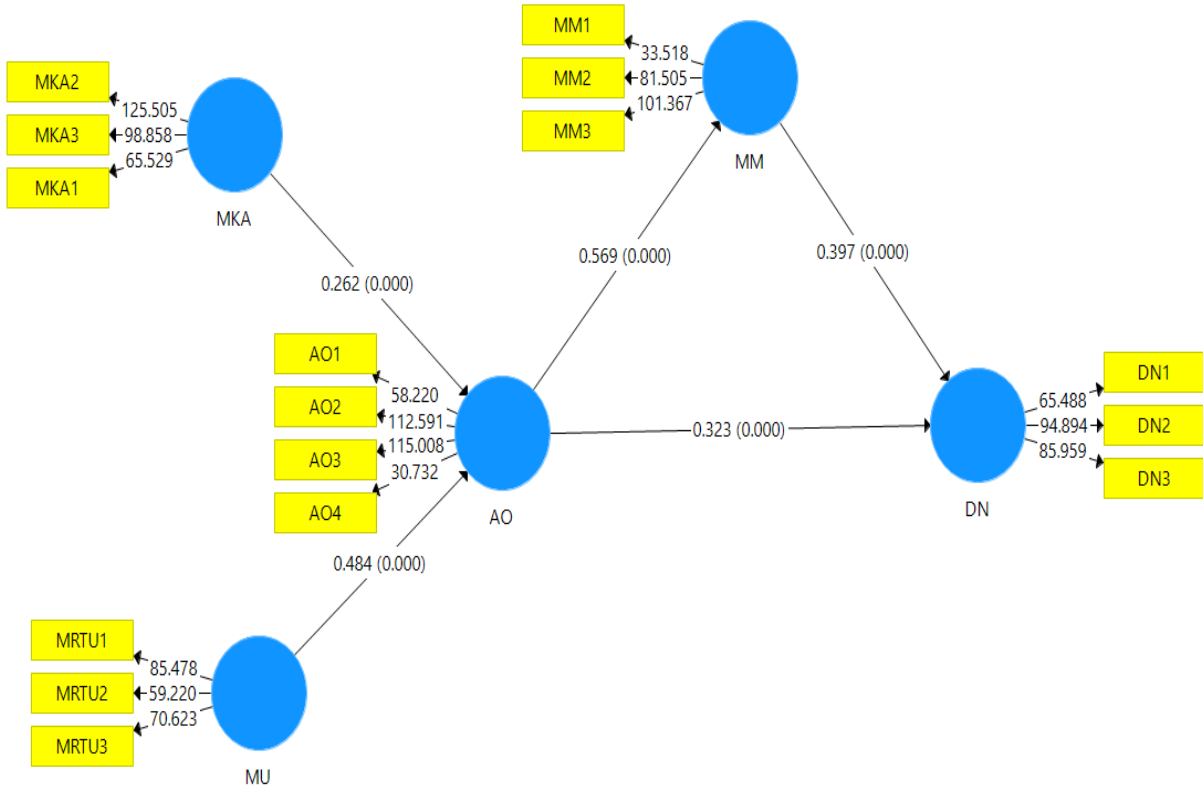 MKA2
MKA3
MKA1
125.505
98.858
65.529
MKA
MM1
MM2
MM3
33.518
81.505
101.367
MM
0.262 (0.000)
0.569 (0.000)
0.397 (0.000)
AO1
AO2
AO3
AO4
58.220
112.591
115.008
30.732
AO
0.323 (0.000)
DN1
DN2
DN3
65.488
94.894
85.959
DN
0.484 (0.000)
MRTU1
MRTU2
MRTU3
85.478
59.220
70.623
MU